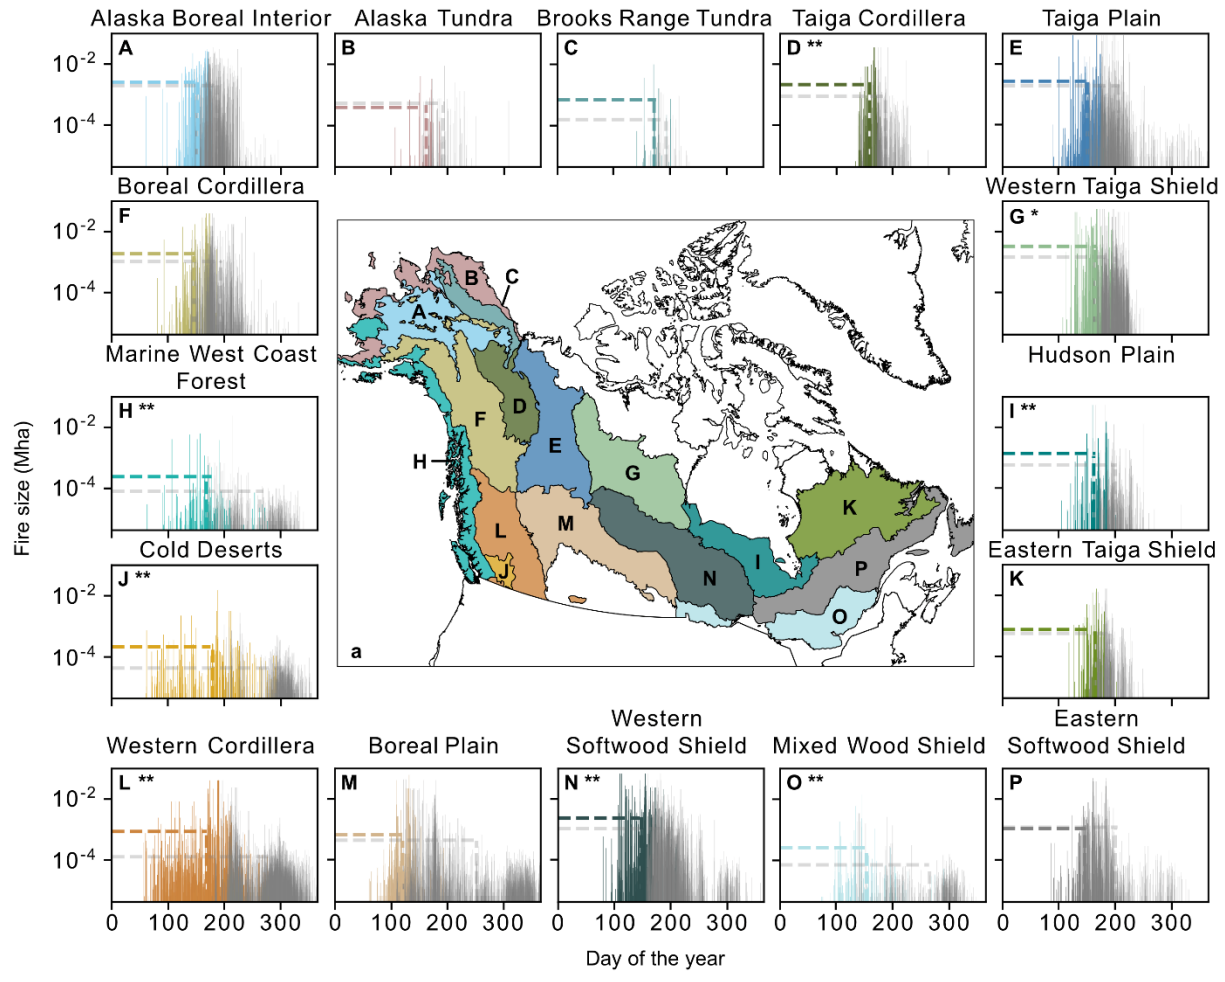 Alaska Boreal Interior
Alaska Tundra
Brooks Range Tundra
Taiga Cordillera
Taiga Plain
A
B
C
D **
E
10⁻²
10⁻⁴
Boreal Cordillera
Western Taiga Shield
F
G *
10⁻²
10⁻⁴
Marine West Coast
Forest
Hudson Plain
H **
I **
10⁻²
10⁻⁴
Cold Deserts
Eastern Taiga Shield
J **
K
10⁻²
10⁻⁴
Fire size (Mha)
B
C
A
D
F
E
H
G
K
L
M
I
J
N
P
O
a
Western Cordillera
Boreal Plain
Western
Softwood Shield
Mixed Wood Shield
Eastern
Softwood Shield
L **
M
N **
O **
P
10⁻²
10⁻⁴
0 100 200 300
0 100 200 300
0 100 200 300
0 100 200 300
0 100 200 300
Day of the year